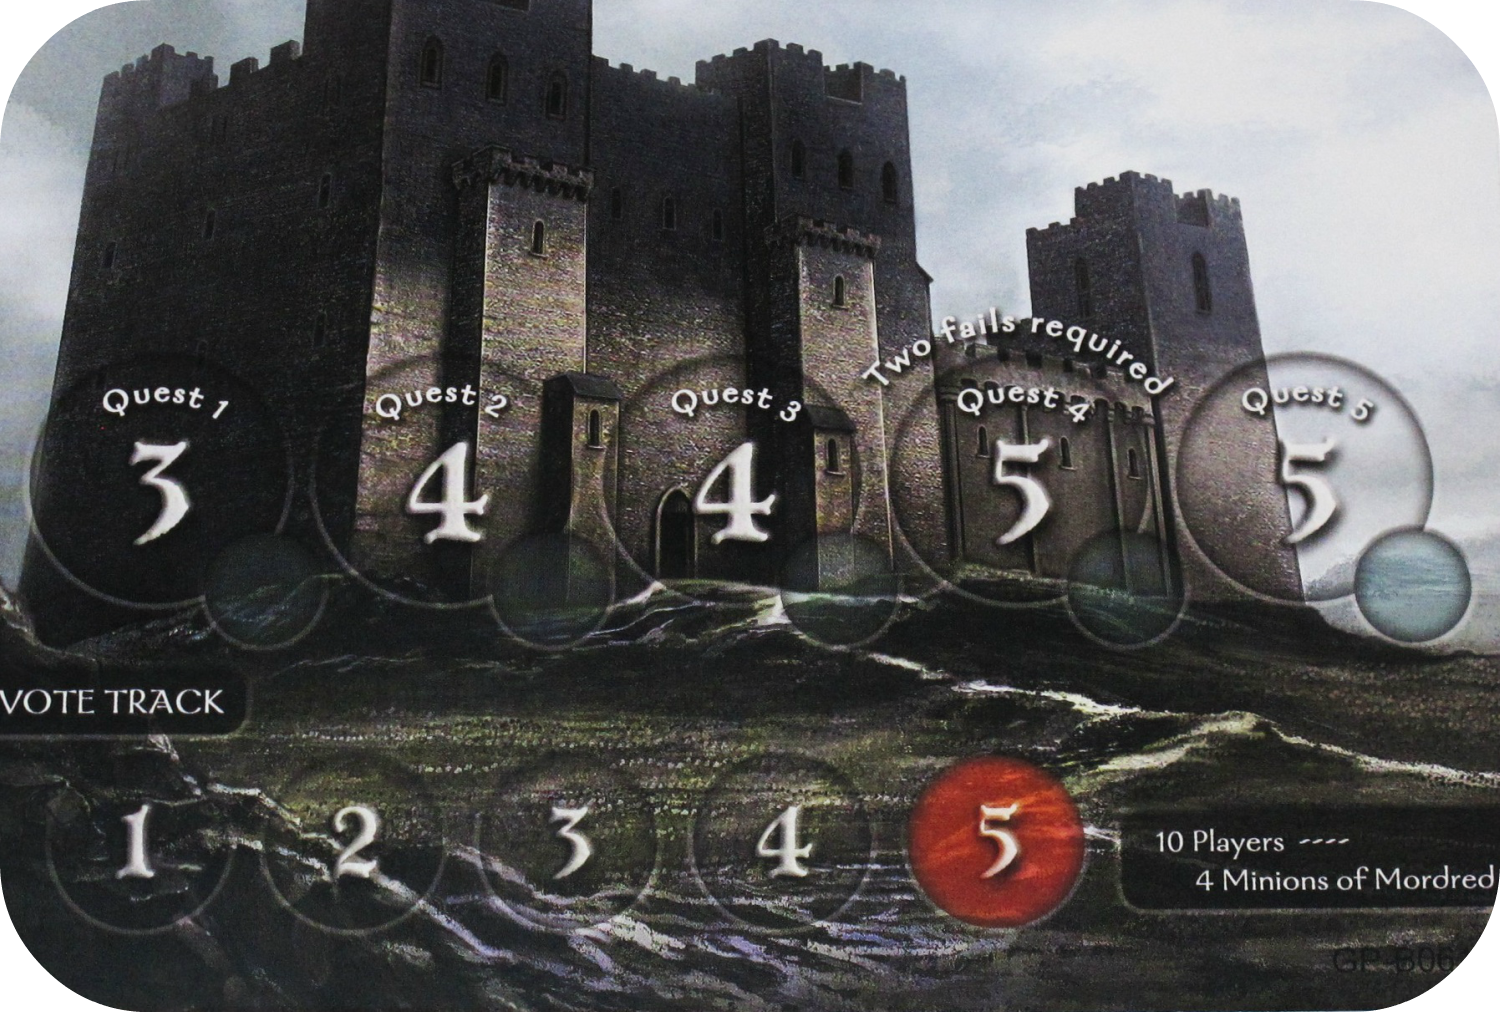 Two fails required
Quest 1
Quest 2
Quest 3
Quest 4
Quest 5
3
4
4
5
5
VOTE TRACK
1
2
3
4
5
10 Players ----
4 Minions of Mordred